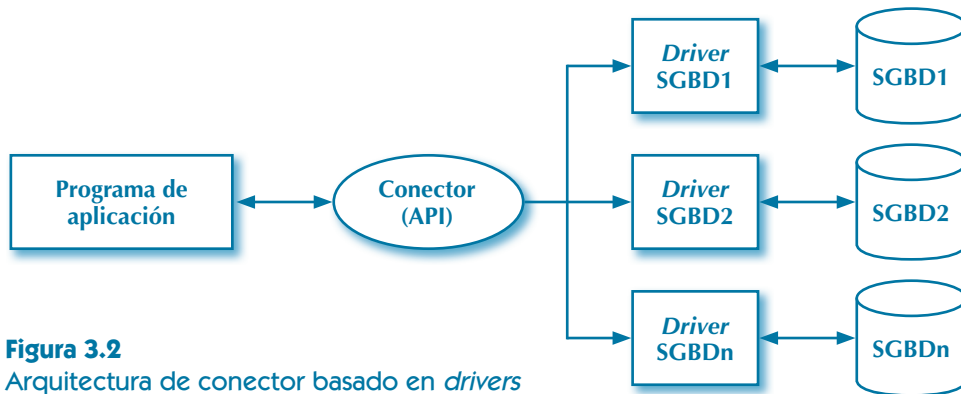 Programa de
aplicación
Conector
(API)
Driver
SGBD1
SGBD1
Driver
SGBD2
SGBD2
Driver
SGBDn
SGBDn
Figura 3.2
Arquitectura de conector basado en drivers